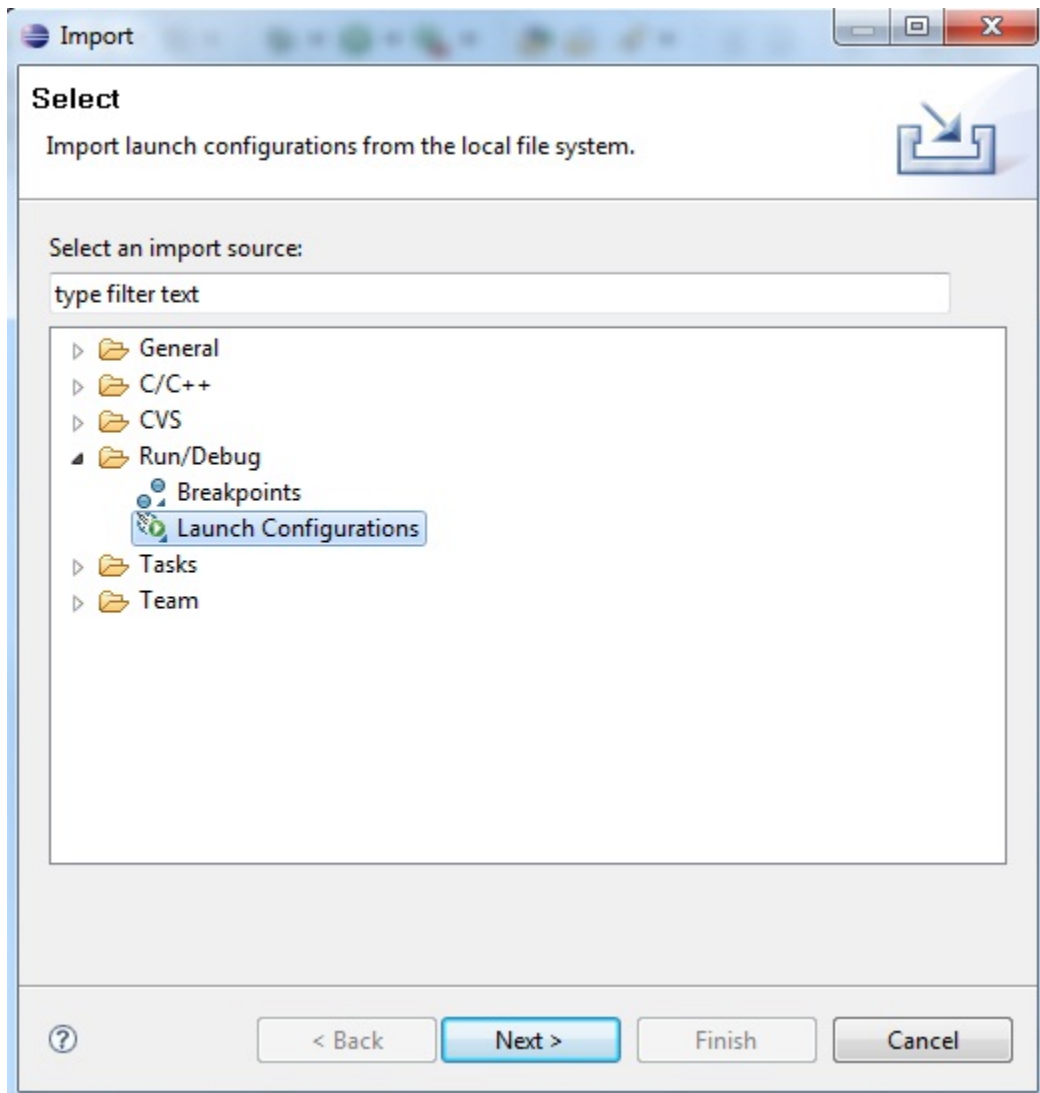 Import
Select
Import launch configurations from the local file system.
Select an import source:
type filter text
General
C/C++
CVS
Run/Debug
Breakpoints
Launch Configurations
Tasks
Team
< Back
Next >
Finish
Cancel